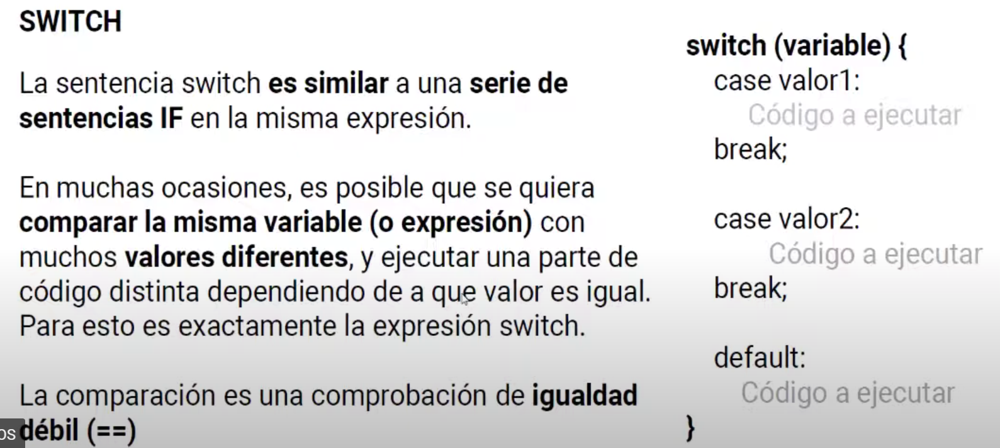 SWITCH
La sentencia switch es similar a una serie de
sentencias IF en la misma expresión.
En muchas ocasiones, es posible que se quiera
comparar la misma variable (o expresión) con
muchos valores diferentes, y ejecutar una parte de
código distinta dependiendo de a que valor es igual.
Para esto es exactamente la expresión switch.
La comparación es una comprobación de igualdad
débil (==)
os
switch (variable) {
case valor1:
Código a ejecutar
break;
case valor2:
Código a ejecutar
break;
default:
Código a ejecutar
}